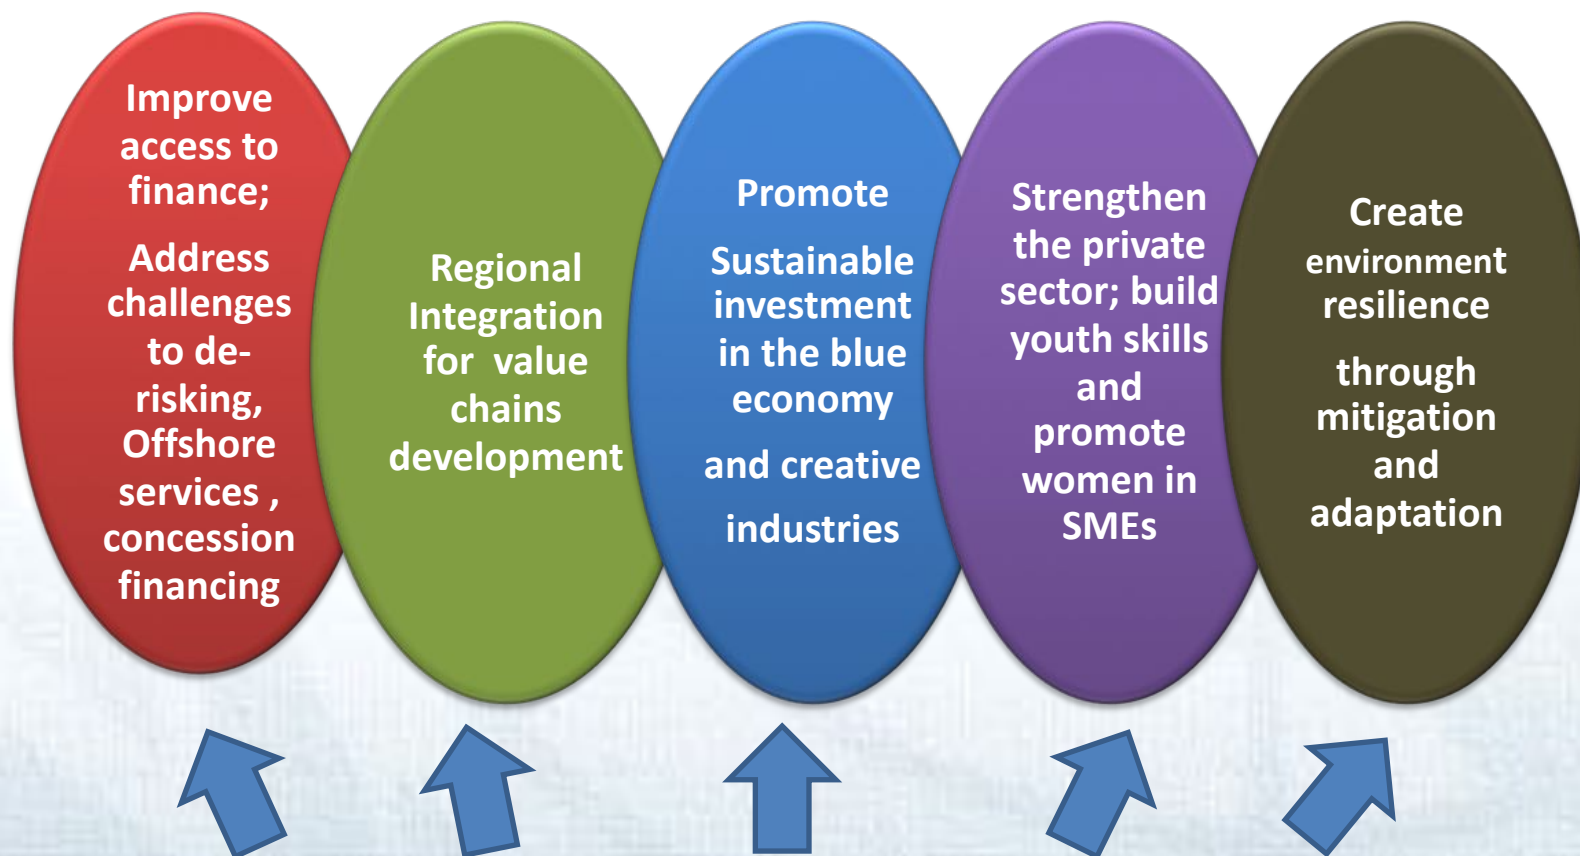 Improve
access to
finance;
Address
challenges
to de-
risking,
Offshore
services ,
concession
financing
Regional
Integration
for  value
chains
development
Promote
Sustainable
investment
in the blue
economy
and creative
industries
Strengthen
the private
sector; build
youth skills
and
promote
women in
SMEs
Create
environment
resilience
through
mitigation
and
adaptation